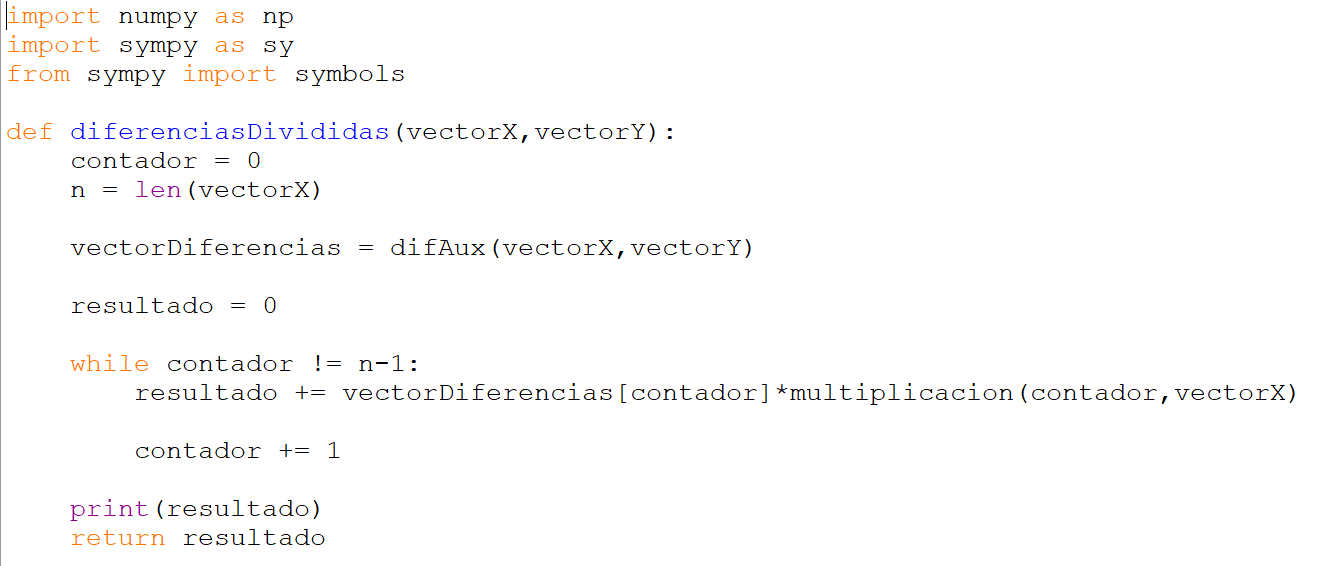 import numpy as np
import sympy as sy
from sympy import symbols
def diferenciasDivididas(vectorX,vectorY):
    contador = 0
    n = len(vectorX)
    vectorDiferencias = difAux(vectorX,vectorY)
    resultado = 0
    while contador != n-1:
        resultado += vectorDiferencias[contador]*multiplicacion(contador,vectorX)
        contador += 1
    print(resultado)
    return resultado